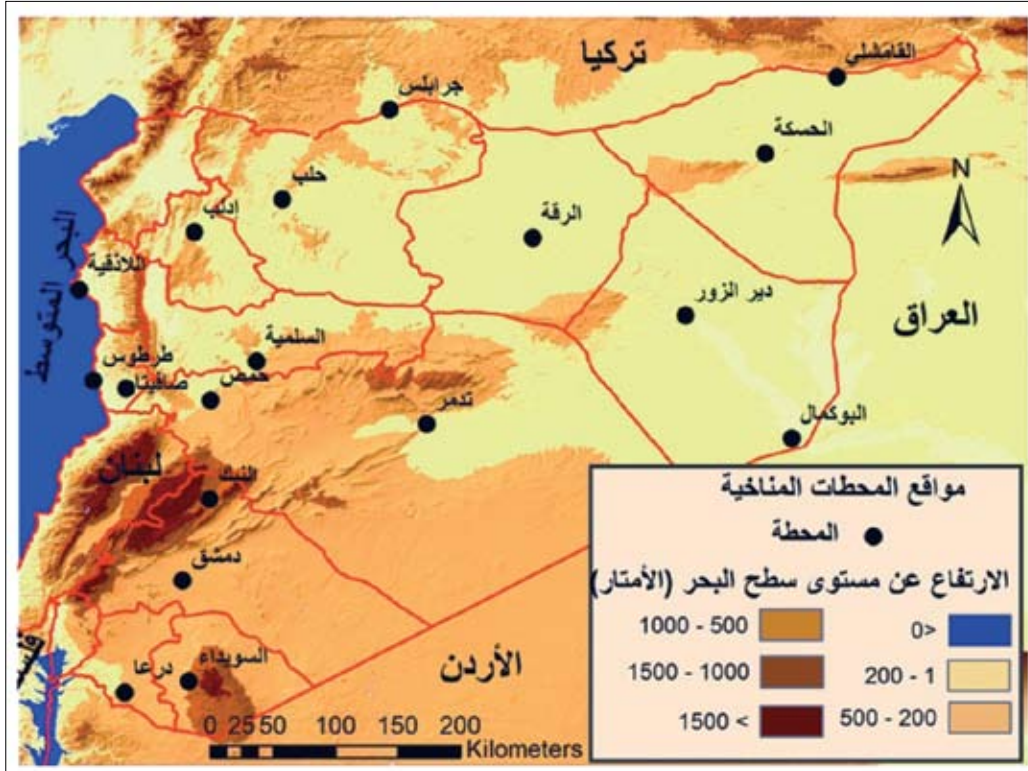 تركيا
القامشلي
جرابلس
الحسكة
حلب
N
ادلب
الرقة
البحر المتوسط
اللاذقية
دير الزور
العراق
السلمية
طرطوس
صافيتا
حمص
تدمر
البوكمال
لبنان
النبك
دمشق
السويداء
درعا
الأردن
0 25 50 100 150 200
Kilometers
مواقع المحطات المناخية
المحطة
الارتفاع عن مستوى سطح البحر (الأمتار)
0>
1 - 200
200 - 500
500 - 1000
1000 - 1500
1500 <